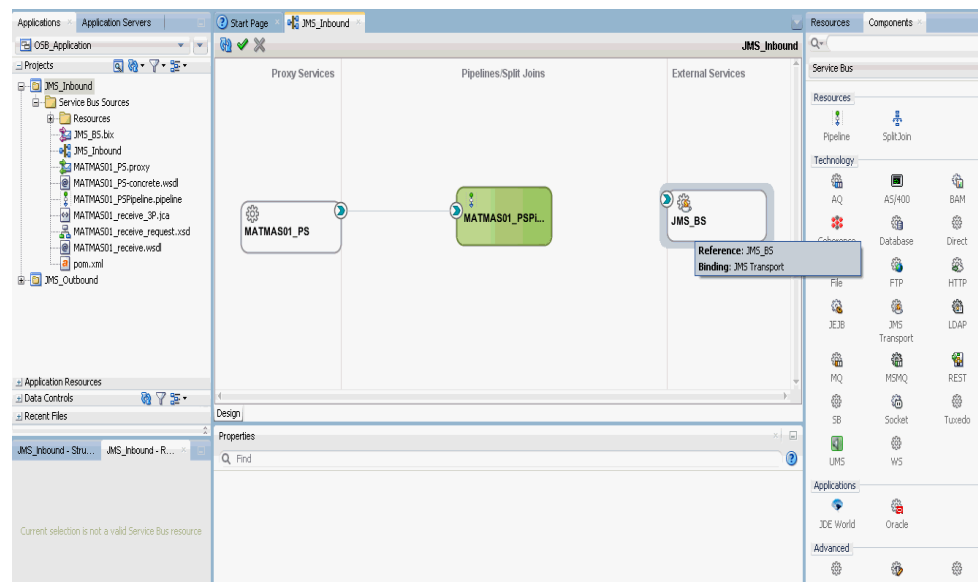 Applications
Application Servers
Start Page
JMS_Inbound
Resources
Components
OSB_Application
JMS_Inbound
Projects
Service Bus
JMS_Inbound
Service Bus Sources
Resources
JMS_BS.bix
JMS_Inbound
MATMAS01_PS.proxy
MATMAS01_PS-concrete.wsdl
MATMAS01_PSPipeline.pipeline
MATMAS01_receive_3P.jca
MATMAS01_receive_request.xsd
MATMAS01_receive.wsdl
pom.xml
JMS_Outbound
Application Resources
Data Controls
Recent Files
JMS_Inbound - Stru...
JMS_Inbound - R...
Current selection is not a valid Service Bus resource
Proxy Services
Pipelines/Split Joins
External Services
MATMAS01_PS
MATMAS01_PSPi...
JMS_BS
Reference: JMS_BS
Binding: JMS Transport
Design
Properties
Find
Resources
Pipeline
SplitJoin
Technology
AQ
AS/400
BAM
Coherence
Database
Direct
File
FTP
HTTP
JEJB
JMS
Transport
LDAP
MQ
MSMQ
REST
SB
Socket
Tuxedo
UMS
WS
Applications
JDE World
Oracle
Advanced